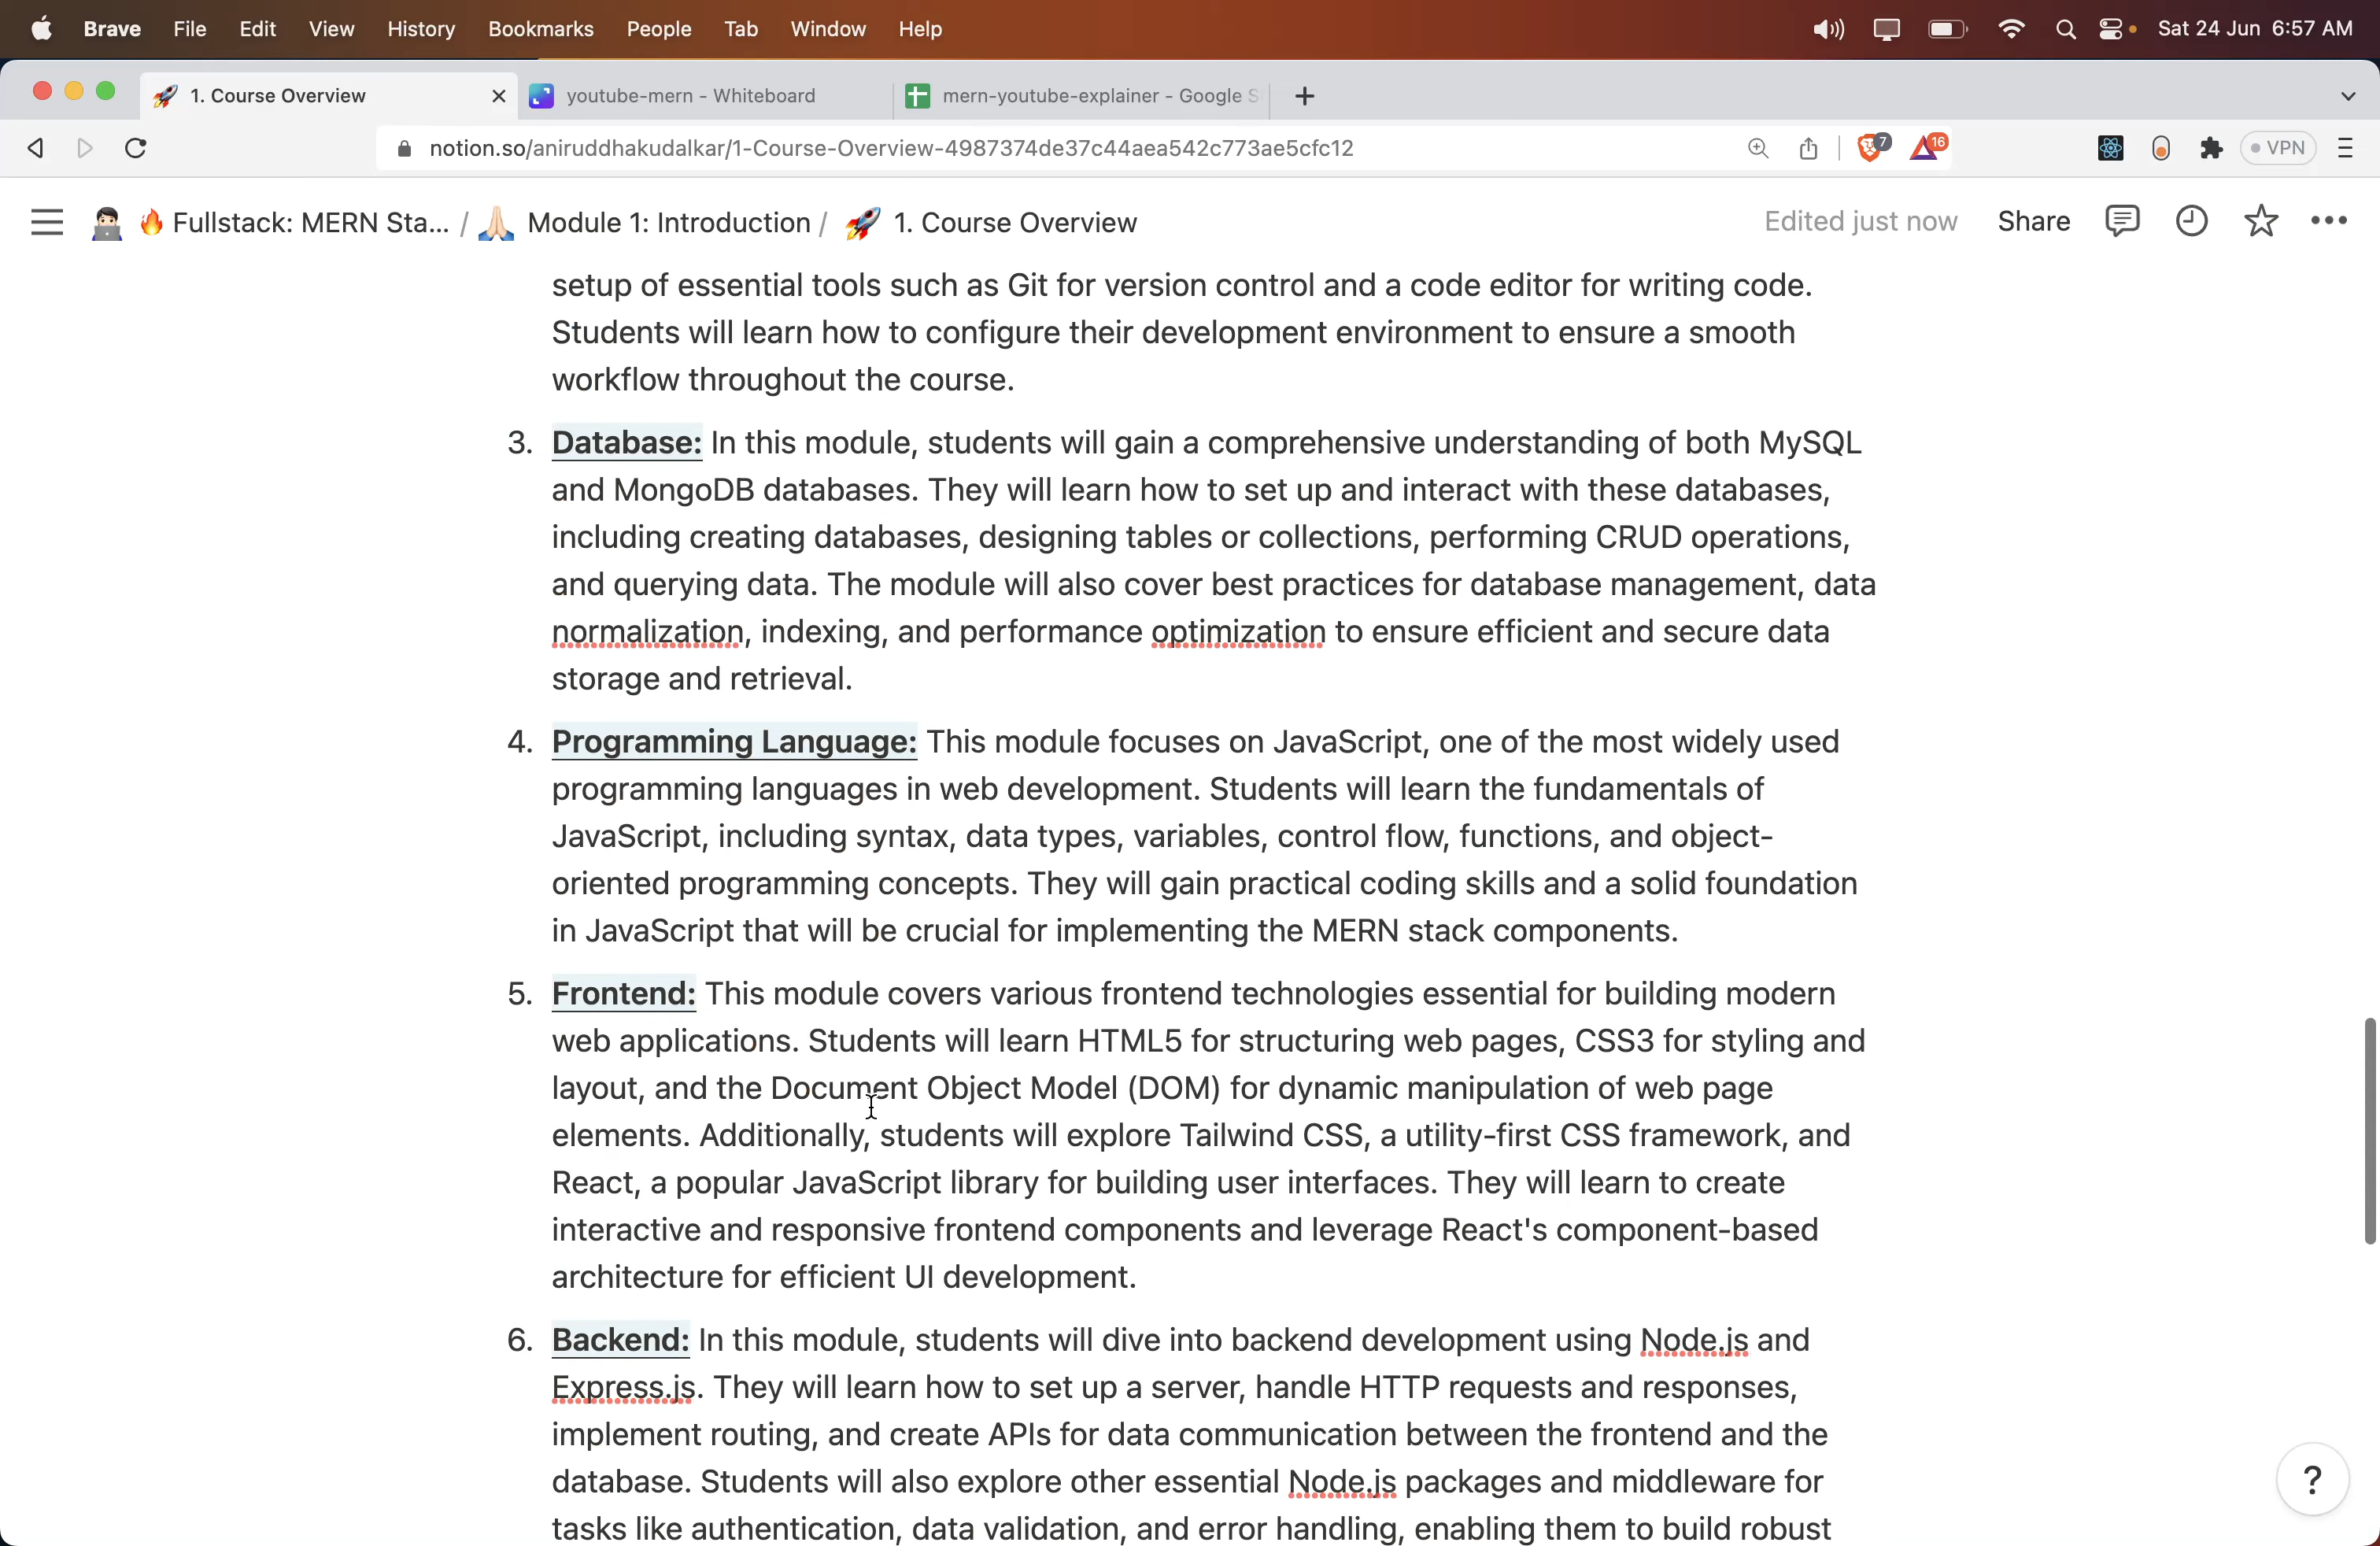 Brave File Edit View History Bookmarks People Tab Window Help Sat 24 Jun 6:57 AM
1. Course Overview youtube-mern - Whiteboard mern-youtube-explainer - Google S
notion.so/aniruddhakudalkar/1-Course-Overview-4987374de37c44aea542c773ae5cfc12 7 16 VPN
Fullstack: MERN Sta... / Module 1: Introduction / 1. Course Overview Edited just now Share
setup of essential tools such as Git for version control and a code editor for writing code.
Students will learn how to configure their development environment to ensure a smooth
workflow throughout the course.
3. Database: In this module, students will gain a comprehensive understanding of both MySQL
and MongoDB databases. They will learn how to set up and interact with these databases,
including creating databases, designing tables or collections, performing CRUD operations,
and querying data. The module will also cover best practices for database management, data
normalization, indexing, and performance optimization to ensure efficient and secure data
storage and retrieval.
4. Programming Language: This module focuses on JavaScript, one of the most widely used
programming languages in web development. Students will learn the fundamentals of
JavaScript, including syntax, data types, variables, control flow, functions, and object-
oriented programming concepts. They will gain practical coding skills and a solid foundation
in JavaScript that will be crucial for implementing the MERN stack components.
5. Frontend: This module covers various frontend technologies essential for building modern
web applications. Students will learn HTML5 for structuring web pages, CSS3 for styling and
layout, and the Document Object Model (DOM) for dynamic manipulation of web page
elements. Additionally, students will explore Tailwind CSS, a utility-first CSS framework, and
React, a popular JavaScript library for building user interfaces. They will learn to create
interactive and responsive frontend components and leverage React's component-based
architecture for efficient UI development.
6. Backend: In this module, students will dive into backend development using Node.js and
Express.js. They will learn how to set up a server, handle HTTP requests and responses,
implement routing, and create APIs for data communication between the frontend and the
database. Students will also explore other essential Node.js packages and middleware for
tasks like authentication, data validation, and error handling, enabling them to build robust
?